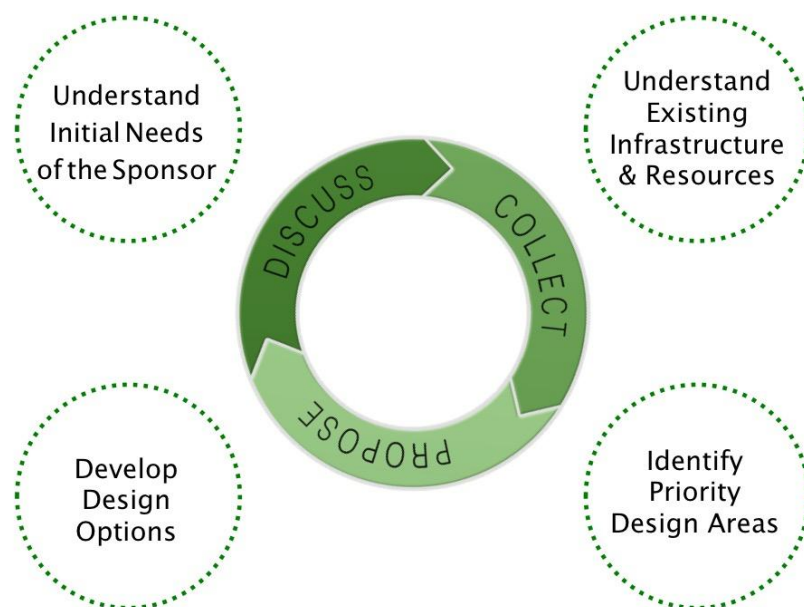 Understand
Initial Needs
of the Sponsor
Understand
Existing
Infrastructure
& Resources
DISCUSS
COLLECT
PROPOSE
Develop
Design
Options
Identify
Priority
Design Areas